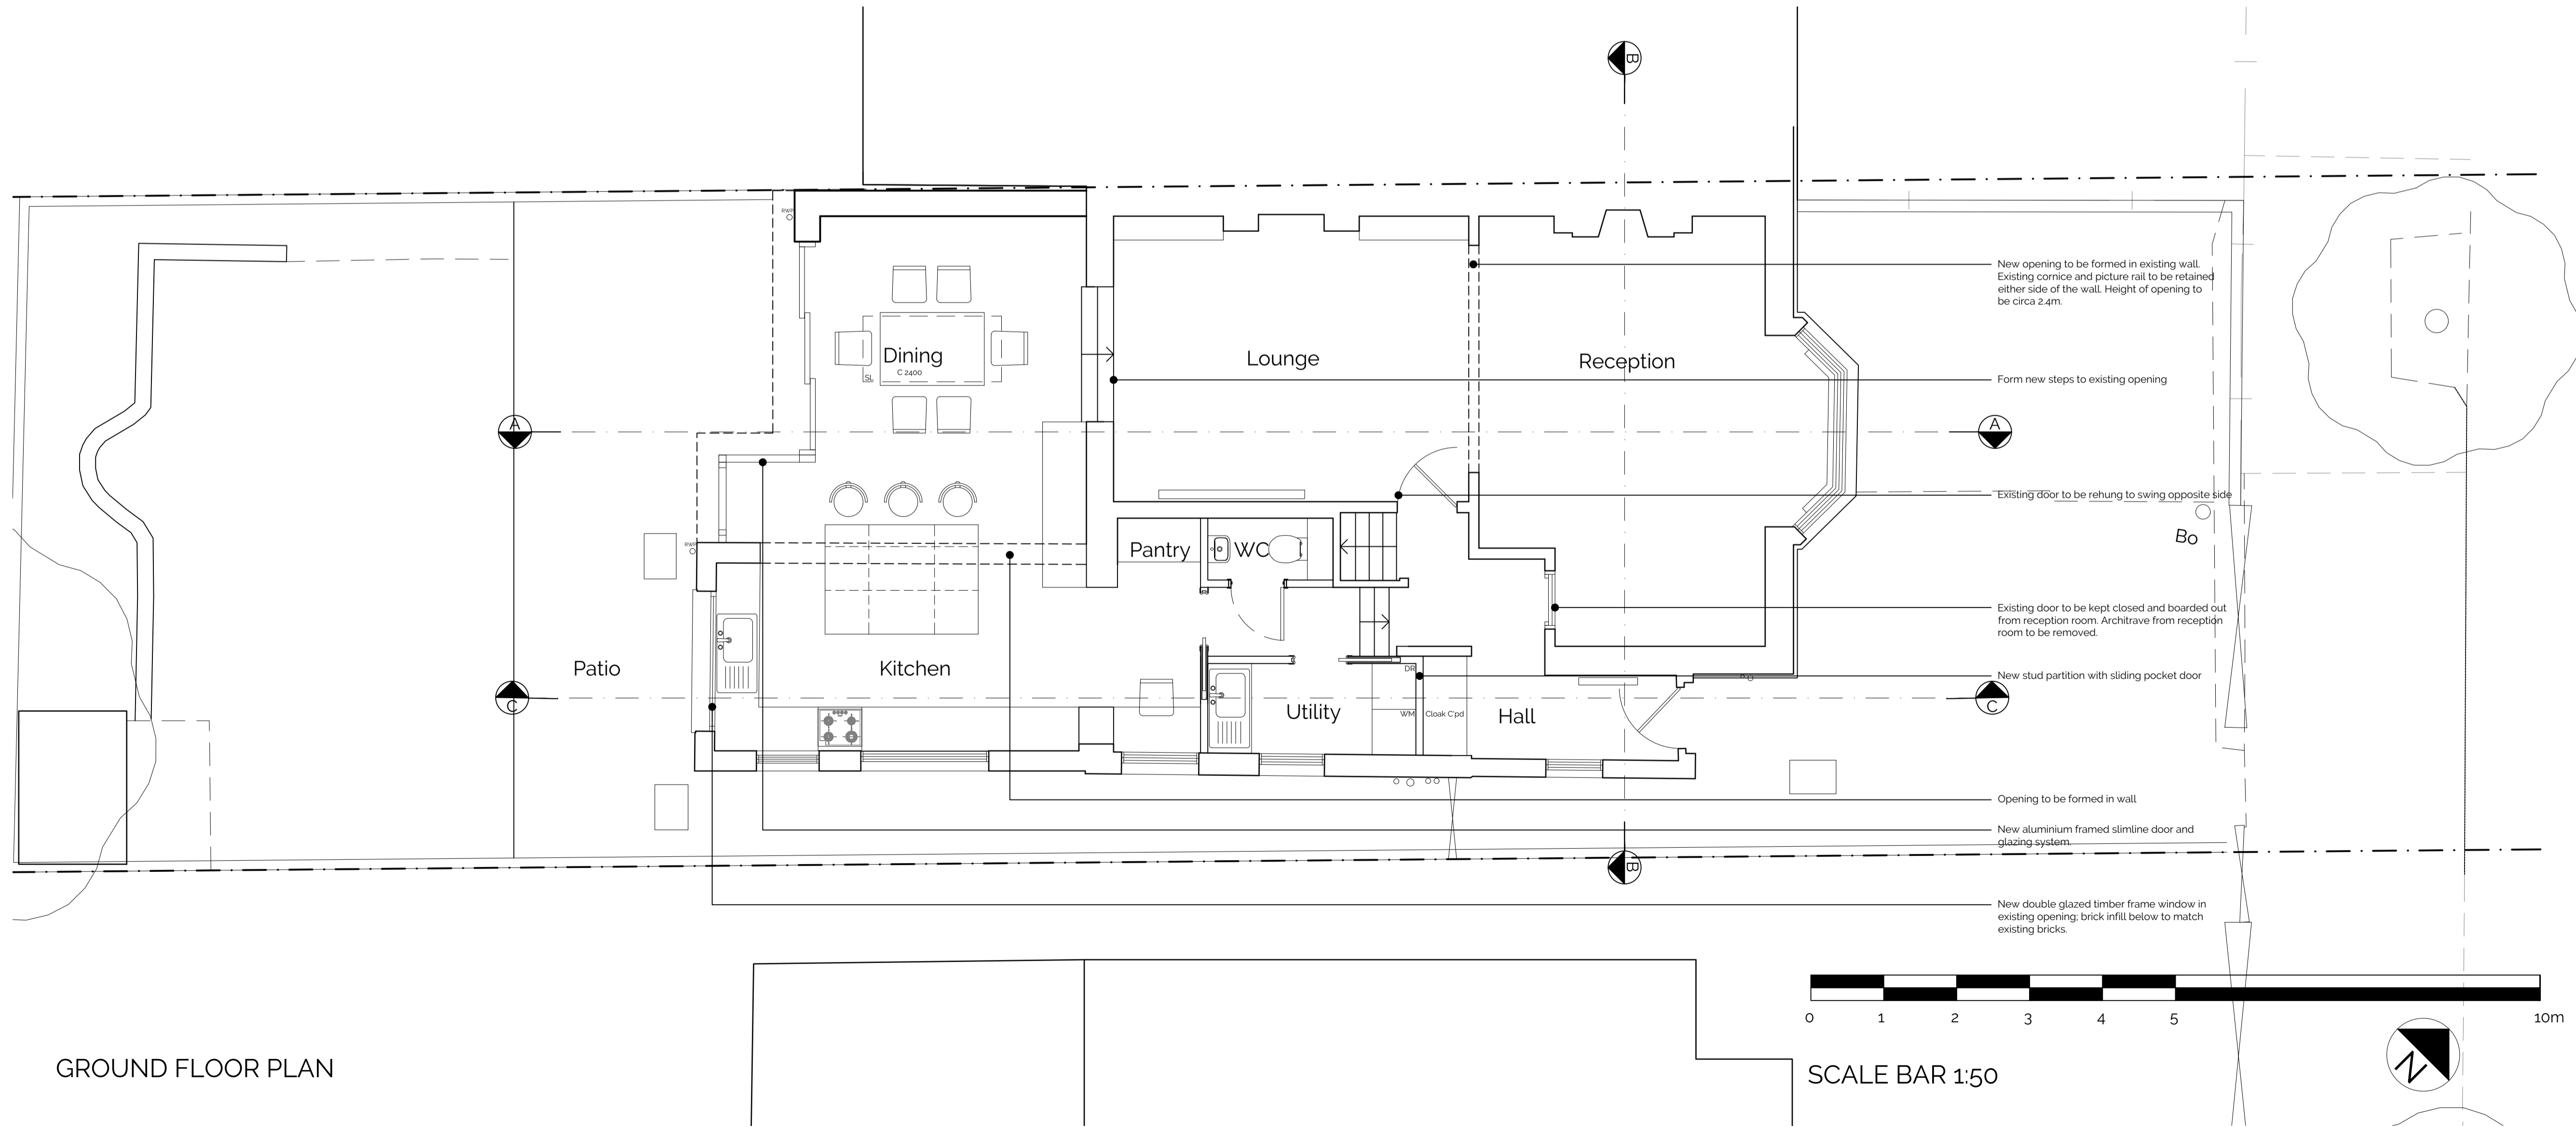 B
RWP
New opening to be formed in existing wall.
Existing cornice and picture rail to be retained
either side of the wall. Height of opening to
be circa 2.4m.
Dining
C 2400
SL
Lounge
Reception
Form new steps to existing opening
A
A
Existing door to be rehung to swing opposite side
Bo
RWP
Pantry
WC
Existing door to be kept closed and boarded out
from reception room. Architrave from reception
room to be removed.
Patio
Kitchen
DR
New stud partition with sliding pocket door
C
C
Utility
WM
Cloak C'pd
Hall
Opening to be formed in wall
New aluminium framed slimline door and
glazing system.
B
New double glazed timber frame window in
existing opening; brick infill below to match
existing bricks.
0 1 2 3 4 5 10m
GROUND FLOOR PLAN
SCALE BAR 1:50
N